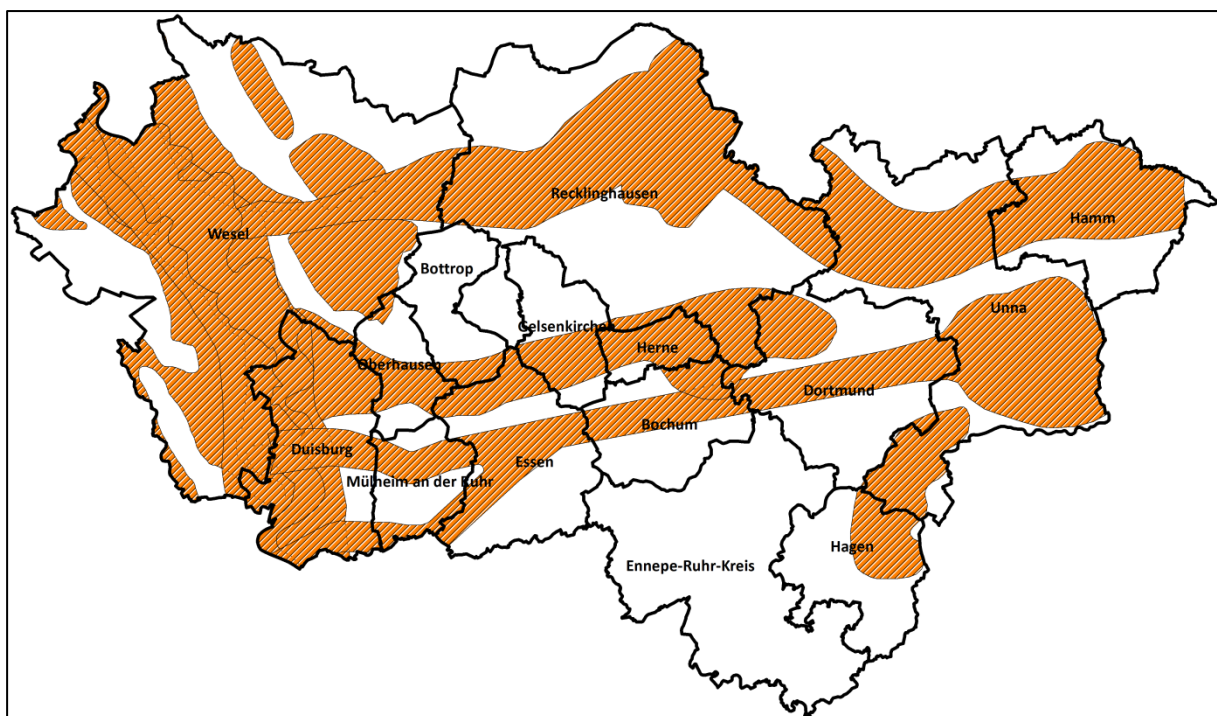 Recklinghausen
Hamm
Wesel
Bottrop
Unna
Gelsenkirchen
Herne
Oberhausen
Dortmund
Bochum
Duisburg
Essen
Mülheim an der Ruhr
Hagen
Ennepe-Ruhr-Kreis